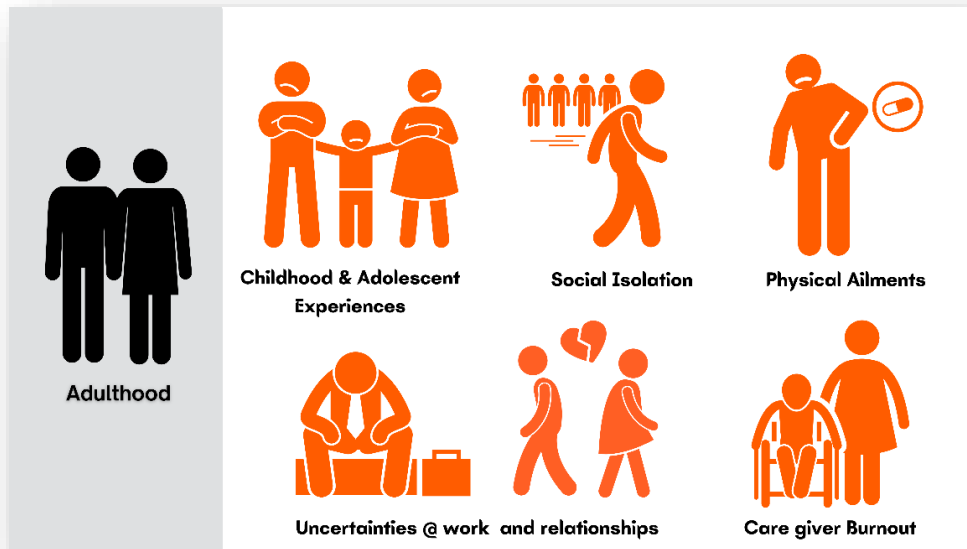 Adulthood
Childhood & Adolescent
Experiences
Social Isolation
Physical Ailments
Uncertainties @ work and relationships
Care giver Burnout